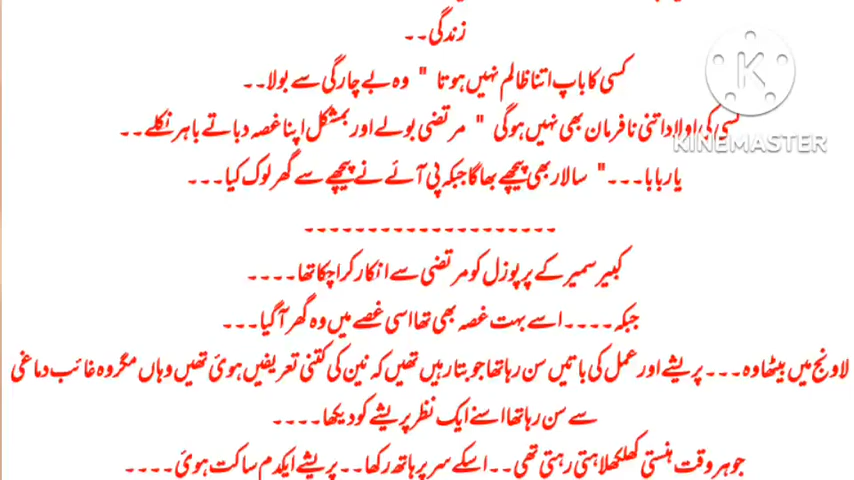 زندگی۔۔
کسی کا باپ اتنا ظالم نہیں ہوتا " وہ بے چارگی سے بولا۔۔
کسی کی اولاد اتنی نافرمان بھی نہیں ہوگی " مرتضی بولے اور بمشکل اپنا غصہ دباتے باہر نکلے۔۔
یار بابا۔۔۔" سالار بھی پیچھے بھاگا جبکہ پی آئے نے پیچھے سے گھر لوک کیا۔۔۔
۔۔۔۔۔۔۔۔۔۔۔۔۔۔۔۔۔۔۔۔
کبیر سمیر کے پرپوزل کو مرتضی سے انکار کرا چکا تھا۔۔۔۔
جبکہ۔۔۔۔اسے بہت غصہ بھی تھا اسی غصے میں وہ گھر آگیا۔۔۔
لاونج میں بیٹھا وہ۔۔۔پریشے اور عمل کی باتیں سن رہا تھا جو بتا رہیں تھیں کہ نین کی کتنی تعریفیں ہوئ تھیں وہاں مگر وہ غائب دماغی
سے سن رہا تھا اسنے ایک نظر پریشے کو دیکھا۔۔۔۔
جو ہر وقت ہنستی کھلکھلاہتی رہتی تھی۔۔اسکے سر پر ہاتھ رکھا۔۔پریشے ایکدم ساکت ہوئ۔۔۔۔
KINEMASTER